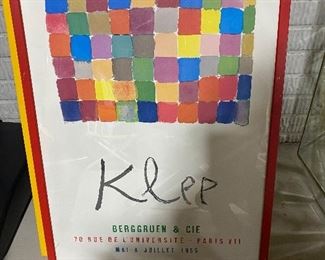 Klee
BERGGRUEN & CIE
70 RUE DE L'UNIVERSITÉ - PARIS VII
MAI À JUILLET 1955